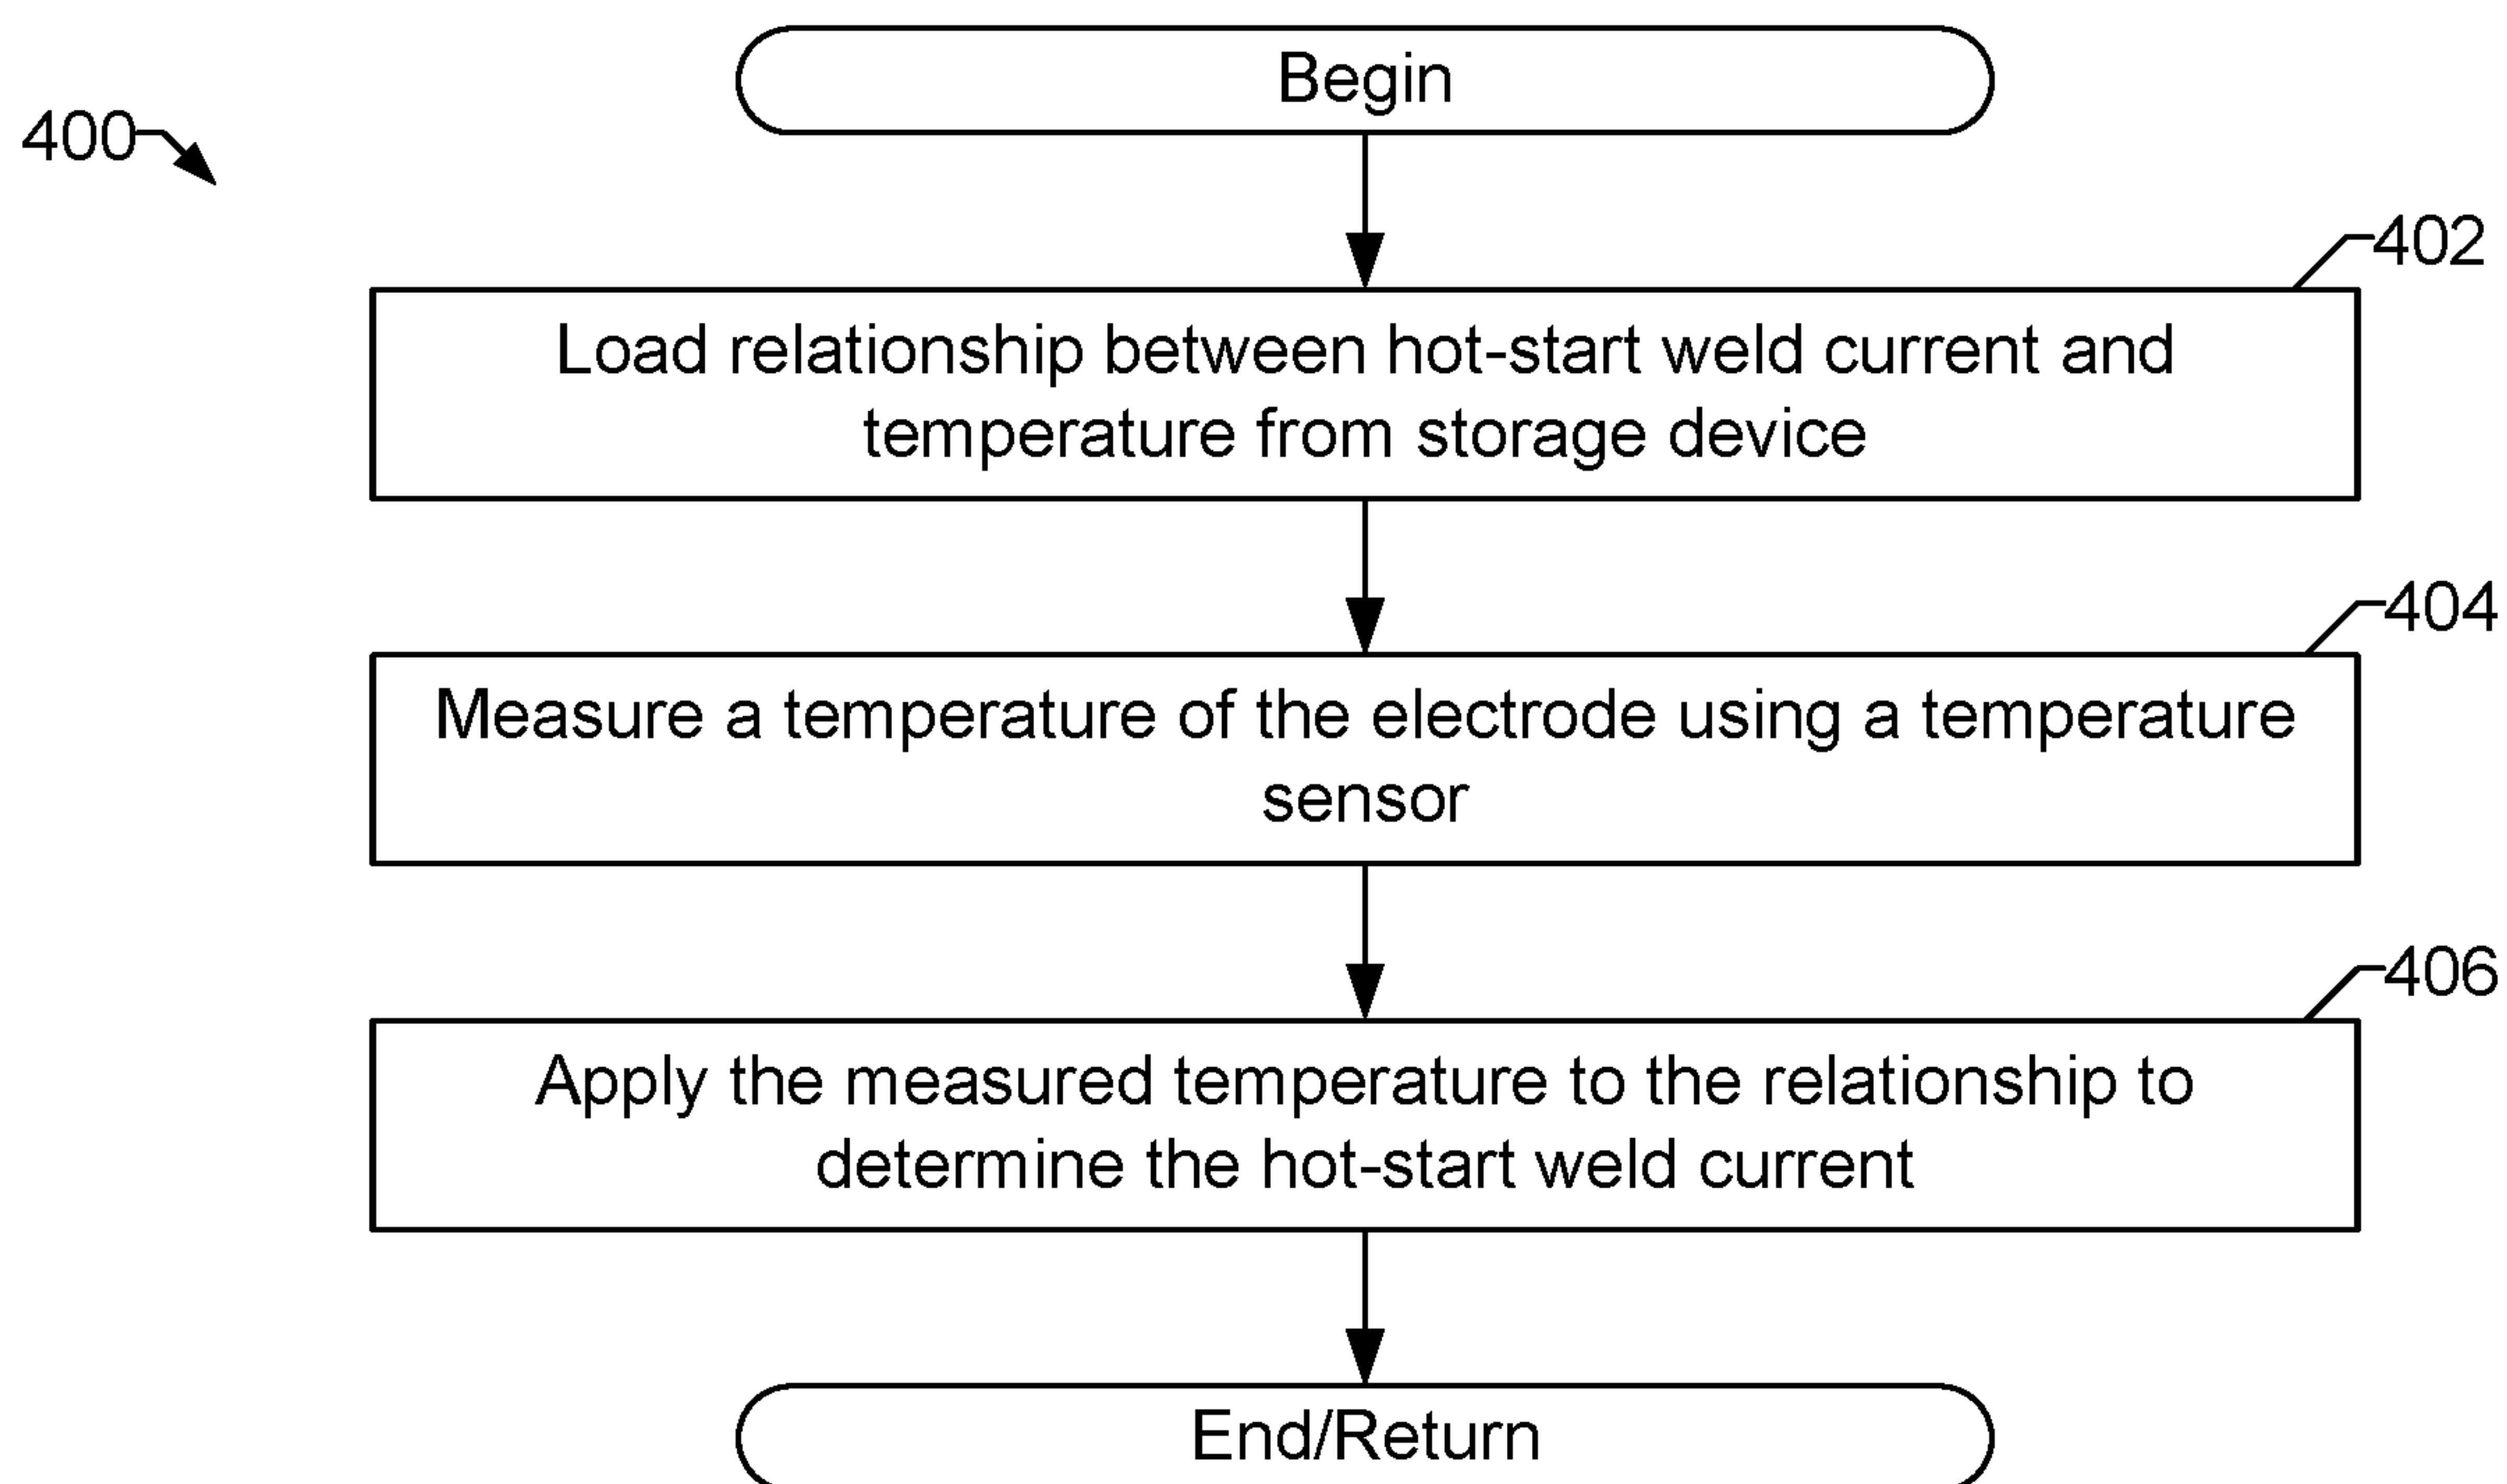 Begin
400
402
Load relationship between hot-start weld current and
temperature from storage device
404
Measure a temperature of the electrode using a temperature
sensor
406
Apply the measured temperature to the relationship to
determine the hot-start weld current
End/Return